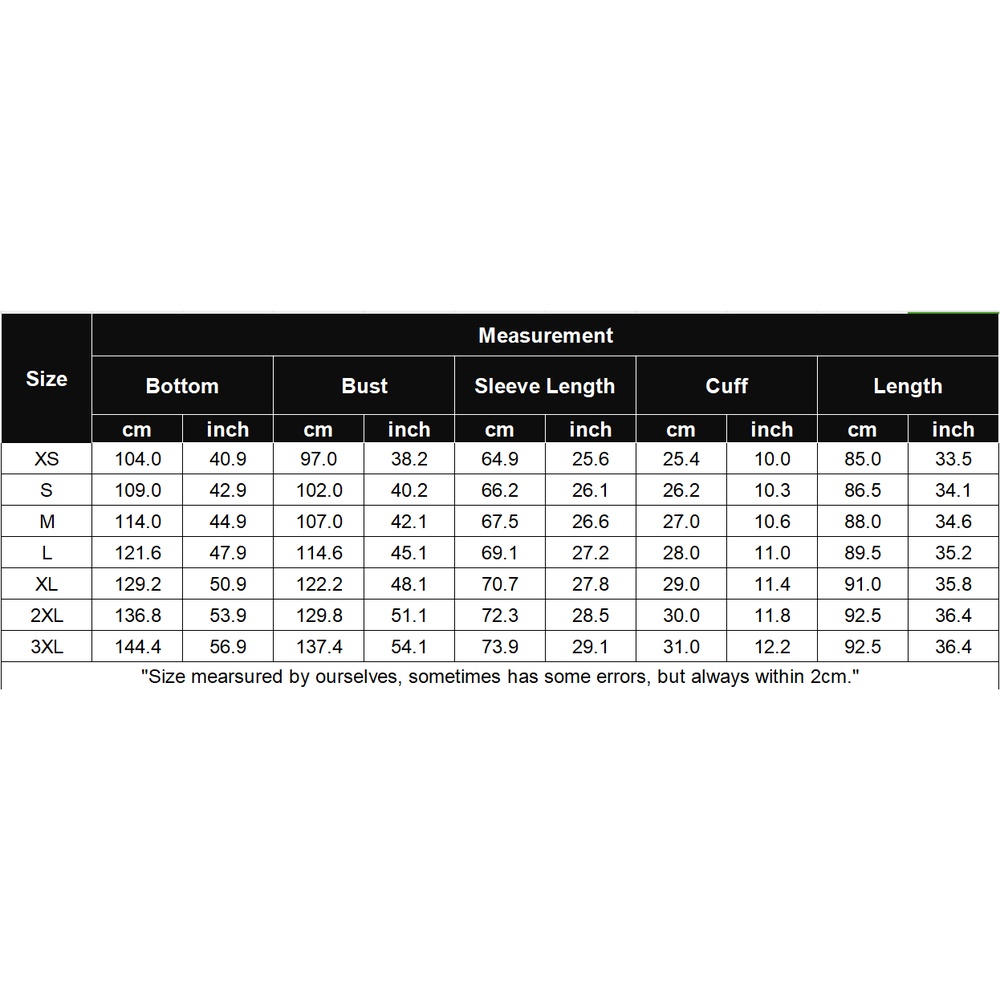 Size Measurement
Bottom Bust Sleeve Length Cuff Length
cm inch cm inch cm inch cm inch cm inch
XS 104.0 40.9 97.0 38.2 64.9 25.6 25.4 10.0 85.0 33.5
S 109.0 42.9 102.0 40.2 66.2 26.1 26.2 10.3 86.5 34.1
M 114.0 44.9 107.0 42.1 67.5 26.6 27.0 10.6 88.0 34.6
L 121.6 47.9 114.6 45.1 69.1 27.2 28.0 11.0 89.5 35.2
XL 129.2 50.9 122.2 48.1 70.7 27.8 29.0 11.4 91.0 35.8
2XL 136.8 53.9 129.8 51.1 72.3 28.5 30.0 11.8 92.5 36.4
3XL 144.4 56.9 137.4 54.1 73.9 29.1 31.0 12.2 92.5 36.4
"Size mearsured by ourselves, sometimes has some errors, but always within 2cm."